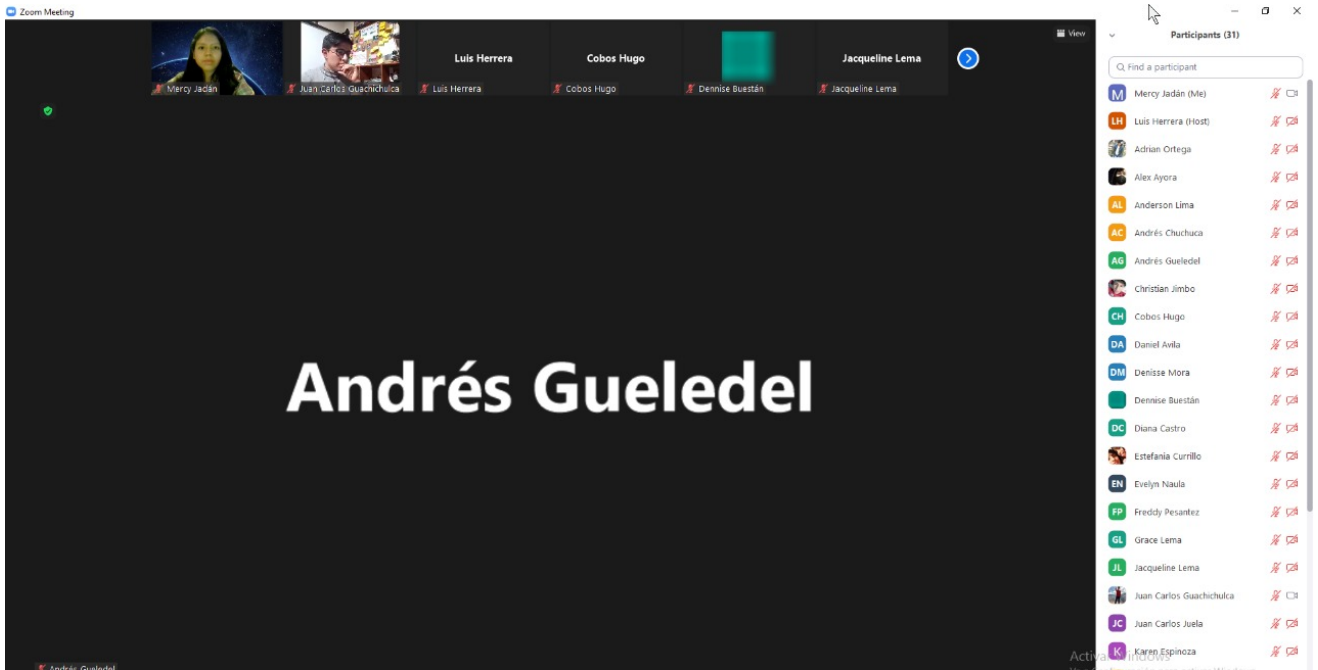 Zoom Meeting
Luis Herrera
Cobos Hugo
Jacqueline Lema
View
Mercy Jadán
Juan Carlos Guachichulca
Luis Herrera
Cobos Hugo
Dennise Buestán
Jacqueline Lema
Andrés Gueledel
Andrés Gueledel
Participants (31)
Find a participant
M Mercy Jadán (Me)
LH Luis Herrera (Host)
Adrian Ortega
Alex Ayora
AL Anderson Lima
AC Andrés Chuchuca
AG Andrés Gueledel
Christian Jimbo
CH Cobos Hugo
DA Daniel Avila
DM Denisse Mora
Dennise Buestán
DC Diana Castro
Estefania Currillo
EN Evelyn Naula
FP Freddy Pesantez
GL Grace Lema
JL Jacqueline Lema
Juan Carlos Guachichulca
JC Juan Carlos Juela
K Karen Espinoza
Activar Windows